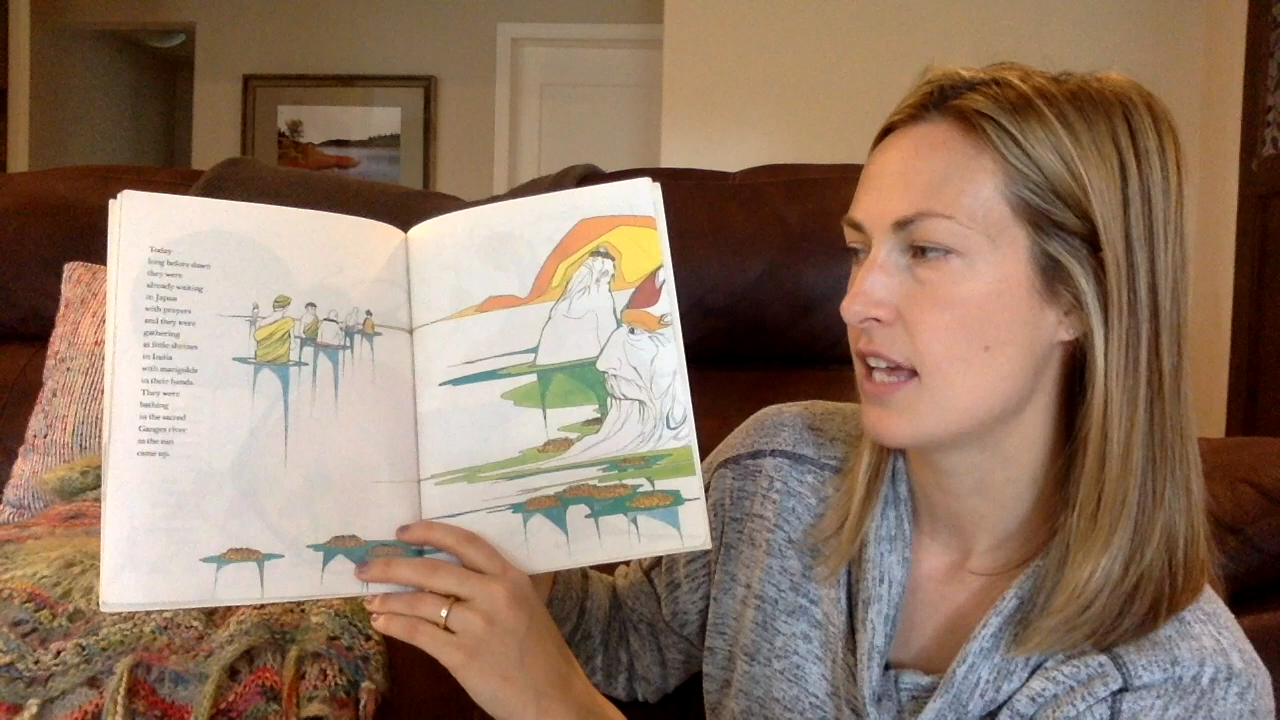 Today
long before dawn
they were
already waiting
in Japan
with prayers
and they were
gathering
at little shrines
in India
with marigolds
in their hands.
They were
bathing
in the sacred
Ganges river
as the sun
came up.